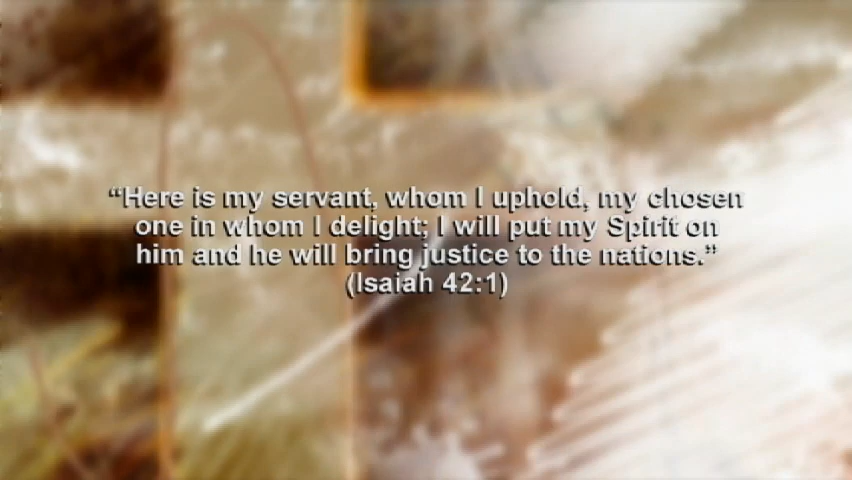 “Here is my servant, whom I uphold, my chosen
one in whom I delight; I will put my Spirit on
him and he will bring justice to the nations.”
(Isaiah 42:1)